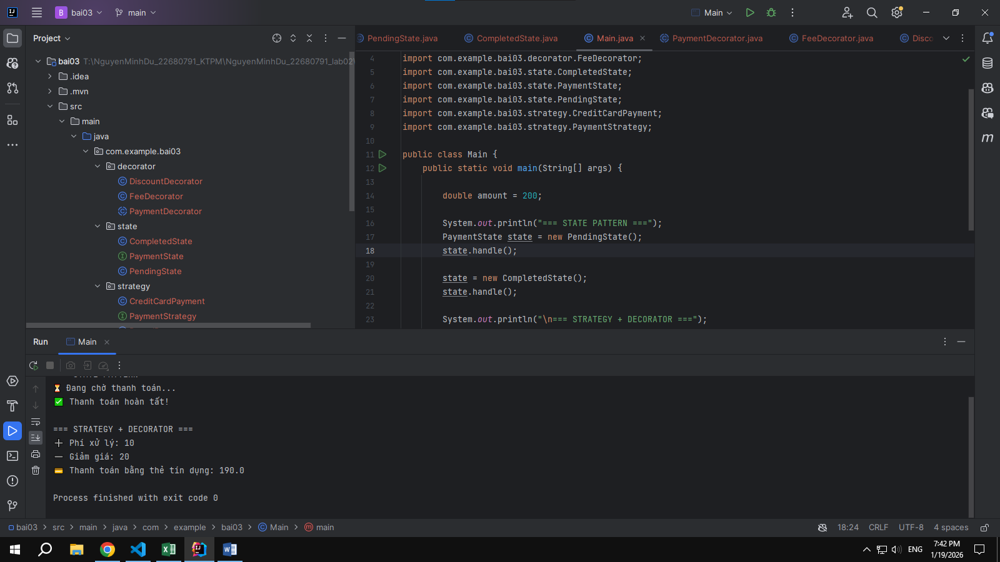 B bai03 main Main
Project
PendingState.java CompletedState.java Main.java PaymentDecorator.java FeeDecorator.java Disco
bai03 T:\NguyenMinhDu_22680791_KTPM\NguyenMinhDu_22680791_lab02\
.idea
.mvn
src
main
java
com.example.bai03
decorator
DiscountDecorator
FeeDecorator
PaymentDecorator
state
CompletedState
PaymentState
PendingState
strategy
CreditCardPayment
PaymentStrategy
4 import com.example.bai03.decorator.FeeDecorator;
5 import com.example.bai03.state.CompletedState;
6 import com.example.bai03.state.PaymentState;
7 import com.example.bai03.state.PendingState;
8 import com.example.bai03.strategy.CreditCardPayment;
9 import com.example.bai03.strategy.PaymentStrategy;
10
11 public class Main {
12 public static void main(String[] args) {
13
14 double amount = 200;
15
16 System.out.println("=== STATE PATTERN ===");
17 PaymentState state = new PendingState();
18 state.handle();
19
20 state = new CompletedState();
21 state.handle();
22
23 System.out.println("\n=== STRATEGY + DECORATOR ===");
Run Main
⏳ Đang chờ thanh toán...
✅ Thanh toán hoàn tất!
=== STRATEGY + DECORATOR ===
➕ Phí xử lý: 10
➖ Giảm giá: 20
💳 Thanh toán bằng thẻ tín dụng: 190.0
Process finished with exit code 0
bai03 > src > main > java > com > example > bai03 > Main > main
18:24 CRLF UTF-8 4 spaces
ENG
7:42 PM
1/19/2026